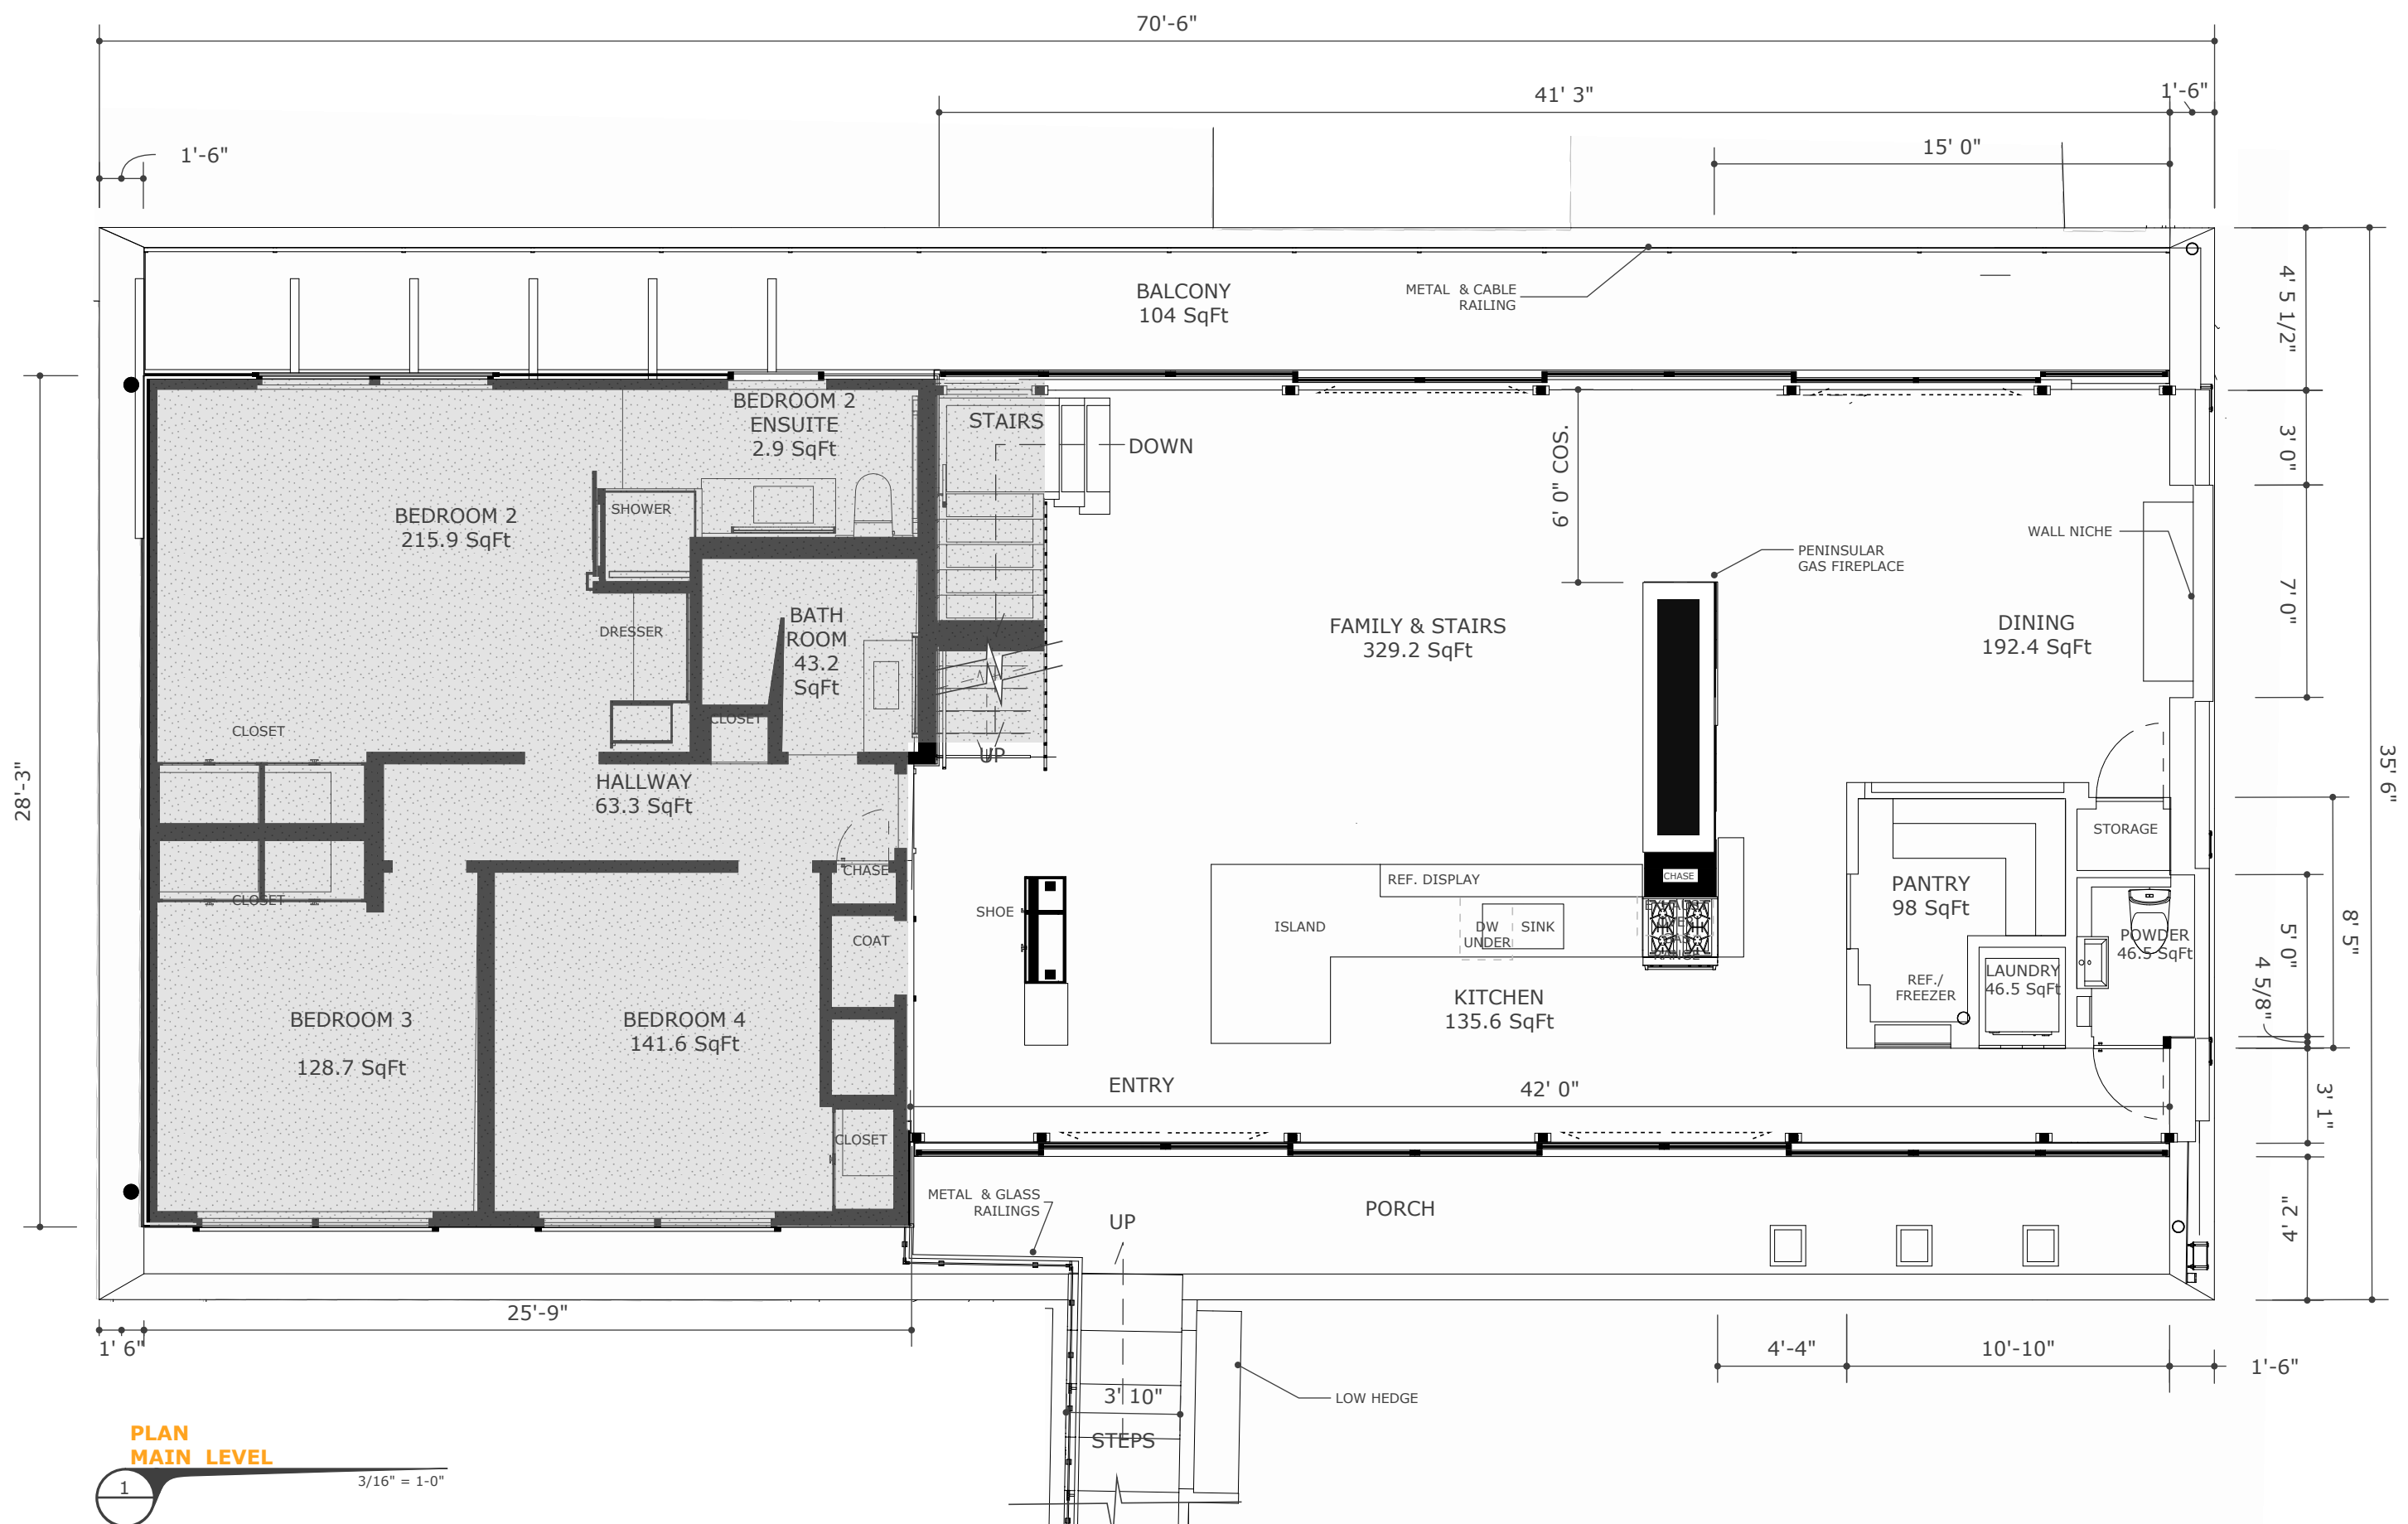 70'-6"
41' 3"
1'-6"
15' 0"
1'-6"
BALCONY
104 SqFt
METAL & CABLE
RAILING
4' 5 1/2"
BEDROOM 2
ENSUITE
2.9 SqFt
STAIRS
DOWN
9' 0" COS.
3' 0"
BEDROOM 2
215.9 SqFt
SHOWER
WALL NICHE
PENINSULAR
GAS FIREPLACE
7' 0"
DRESSER
BATH
ROOM
43.2
SqFt
FAMILY & STAIRS
329.2 SqFt
DINING
192.4 SqFt
CLOSET
CLOSET
UP
28'-3"
35' 6"
HALLWAY
63.3 SqFt
STORAGE
CHASE
CHASE
REF. DISPLAY
PANTRY
98 SqFt
CLOSET
SHOE
ISLAND
DW
UNDER
SINK
RANGE
COAT
POWDER
46.5 SqFt
8' 5"
5' 0"
LAUNDRY
46.5 SqFt
REF./
FREEZER
4 5/8"
KITCHEN
135.6 SqFt
BEDROOM 3
128.7 SqFt
BEDROOM 4
141.6 SqFt
ENTRY
42' 0"
3' 1"
CLOSET
METAL & GLASS
RAILINGS
UP
PORCH
4' 2"
25'-9"
1' 6"
4'-4"
10'-10"
1'-6"
3' 10"
LOW HEDGE
STEPS
PLAN
MAIN LEVEL
3/16" = 1-0"
1